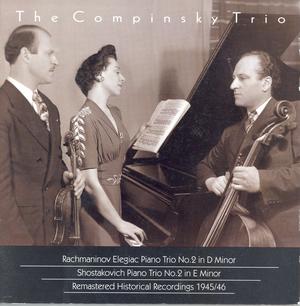 The Compinsky Trio
Rachmaninov Elegiac Piano Trio No.2 in D Minor
Shostakovich Piano Trio No.2 in E Minor
Remastered Historical Recordings 1945/46